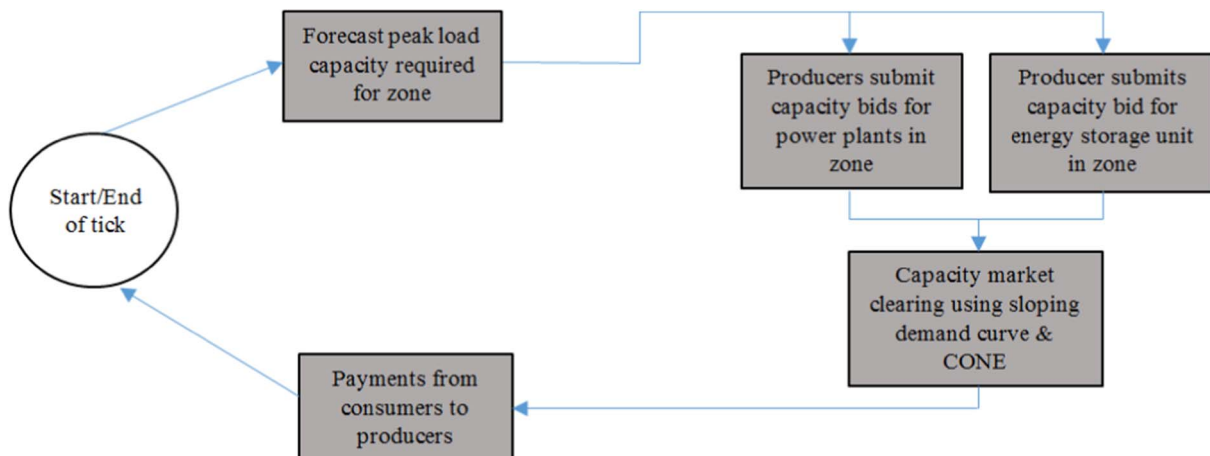 Start/End
of tick
Forecast peak load
capacity required
for zone
Producers submit
capacity bids for
power plants in
zone
Producer submits
capacity bid for
energy storage unit
in zone
Capacity market
clearing using sloping
demand curve &
CONE
Payments from
consumers to
producers